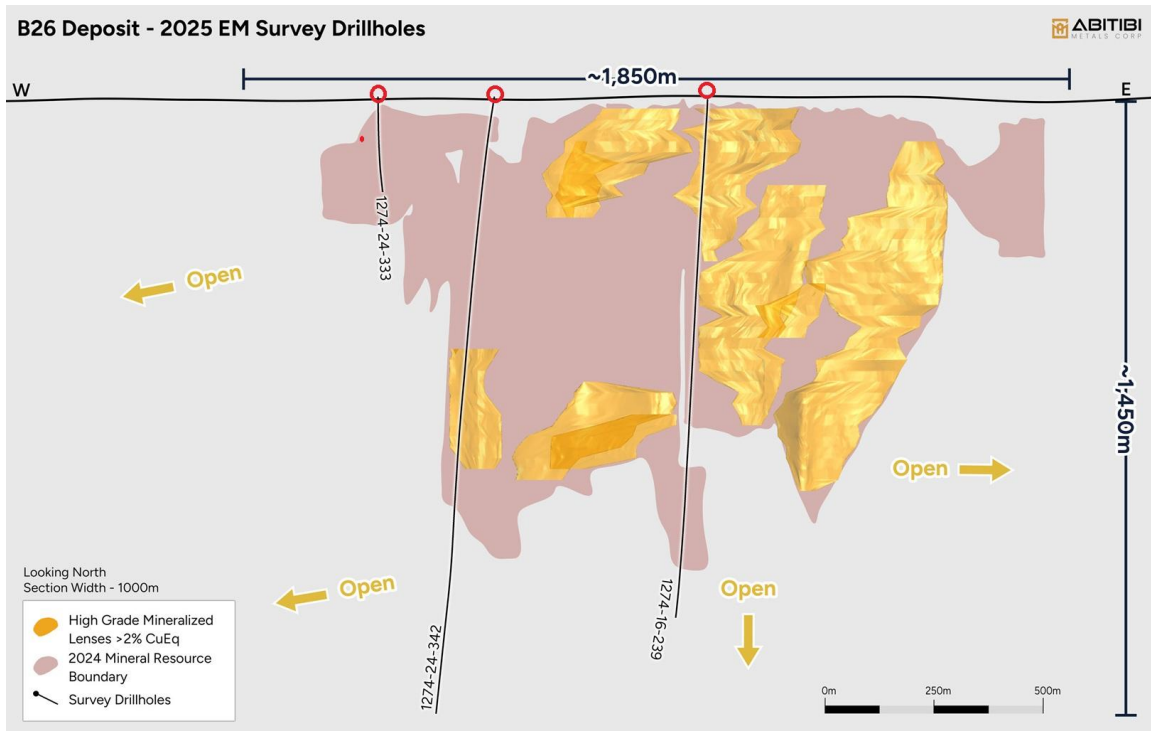 B26 Deposit - 2025 EM Survey Drillholes
ABITIBI
METALS CORP
~1,850m
W
E
1274-24-333
Open
~1,450m
Open
Open
Open
1274-16-239
1274-24-342
Looking North
Section Width - 1000m
High Grade Mineralized
Lenses >2% CuEq
2024 Mineral Resource
Boundary
Survey Drillholes
0m 250m 500m